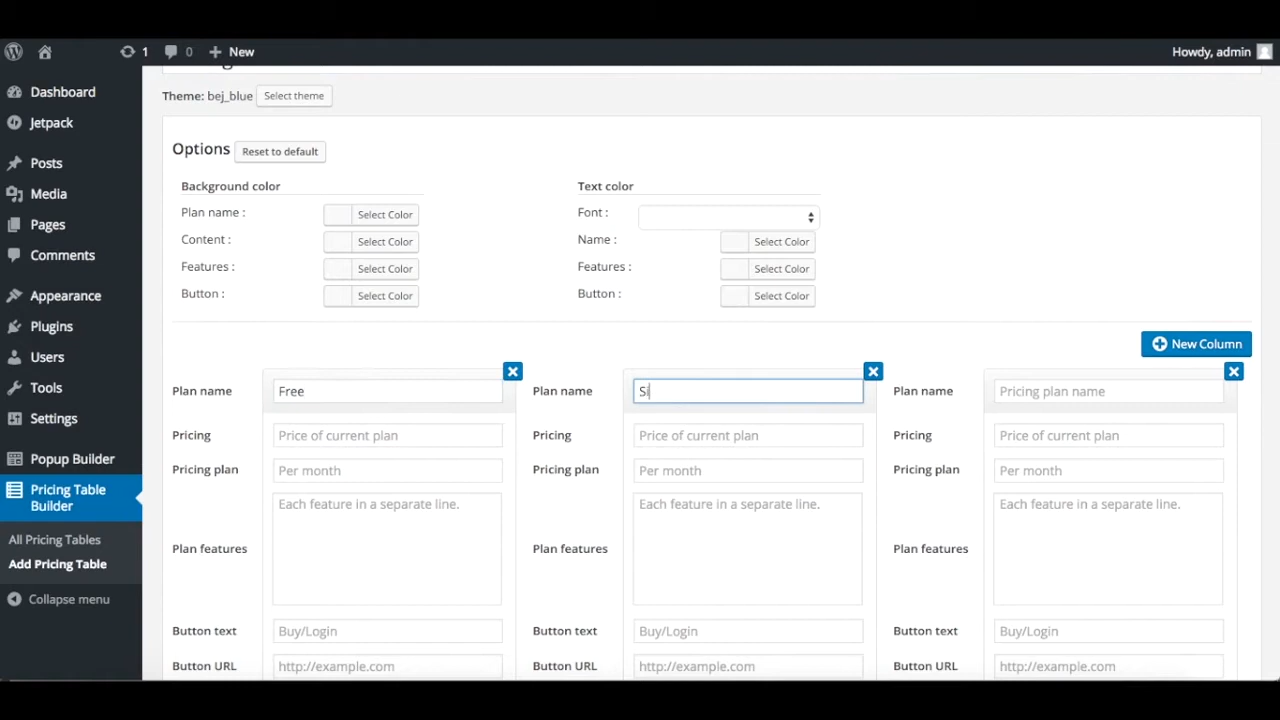 1 0 New Howdy, admin
Dashboard
Jetpack
Posts
Media
Pages
Comments
Appearance
Plugins
Users
Tools
Settings
Popup Builder
Pricing Table
Builder
All Pricing Tables
Add Pricing Table
Collapse menu
Theme: bej_blue Select theme
Options Reset to default
Background color Text color
Plan name : Select Color Font :
Content : Select Color Name : Select Color
Features : Select Color Features : Select Color
Button : Select Color Button : Select Color
New Column
Plan name Free Plan name Si Plan name Pricing plan name
Pricing Price of current plan Pricing Price of current plan Pricing Price of current plan
Pricing plan Per month Pricing plan Per month Pricing plan Per month
Each feature in a separate line. Each feature in a separate line. Each feature in a separate line.
Plan features Plan features Plan features
Button text Buy/Login Button text Buy/Login Button text Buy/Login
Button URL http://example.com Button URL http://example.com Button URL http://example.com